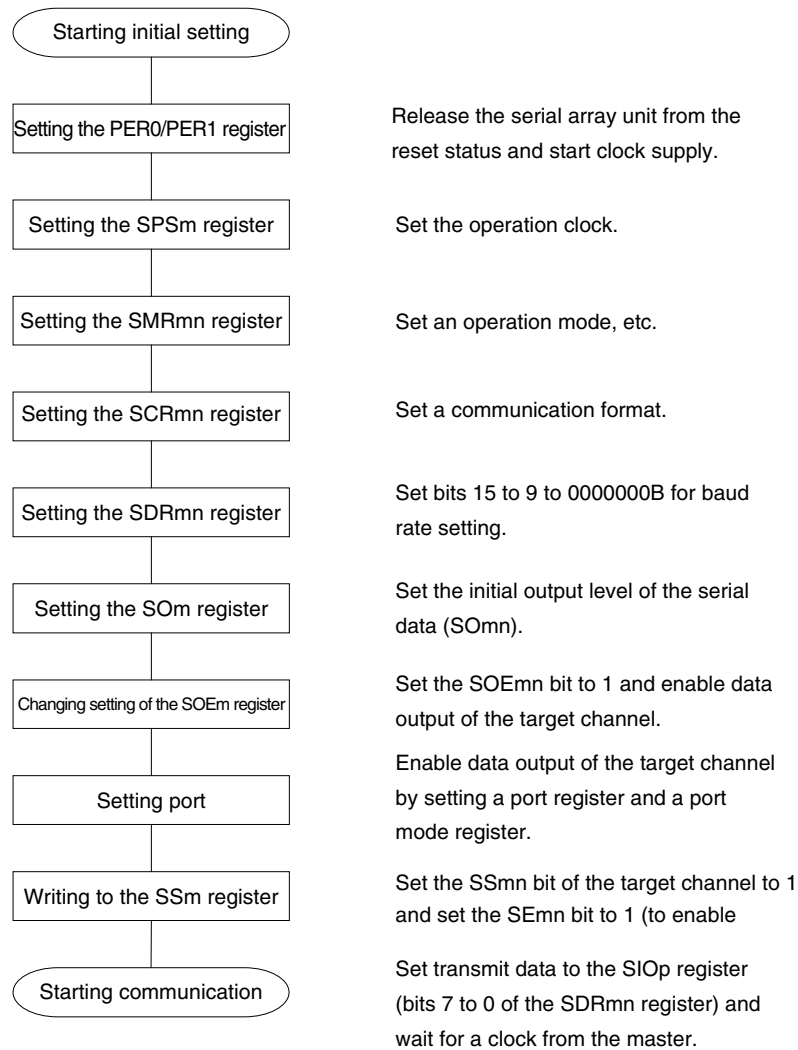 Starting initial setting
Setting the PER0/PER1 register
Release the serial array unit from the
reset status and start clock supply.
Setting the SPSm register
Set the operation clock.
Setting the SMRmn register
Set an operation mode, etc.
Setting the SCRmn register
Set a communication format.
Setting the SDRmn register
Set bits 15 to 9 to 0000000B for baud
rate setting.
Setting the SOm register
Set the initial output level of the serial
data (SOmn).
Changing setting of the SOEm register
Set the SOEmn bit to 1 and enable data
output of the target channel.
Setting port
Enable data output of the target channel
by setting a port register and a port
mode register.
Writing to the SSm register
Set the SSmn bit of the target channel to 1
and set the SEmn bit to 1 (to enable
Starting communication
Set transmit data to the SIOp register
(bits 7 to 0 of the SDRmn register) and
wait for a clock from the master.